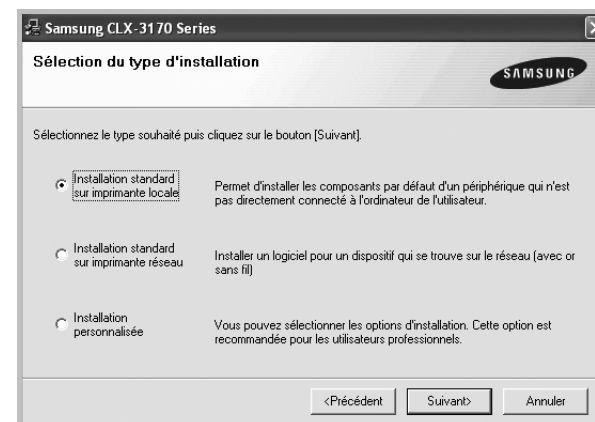 Samsung CLX-3170 Series
Sélection du type d'installation
SAMSUNG
Sélectionnez le type souhaité puis cliquez sur le bouton [Suivant].
Installation standard
sur imprimante locale
Permet d'installer les composants par défaut d'un périphérique qui n'est
pas directement connecté à l'ordinateur de l'utilisateur.
Installation standard
sur imprimante réseau
Installer un logiciel pour un dispositif qui se trouve sur le réseau (avec or
sans fil)
Installation
personnalisée
Vous pouvez sélectionner les options d'installation. Cette option est
recommandée pour les utilisateurs professionnels.
<Précédent
Suivant>
Annuler